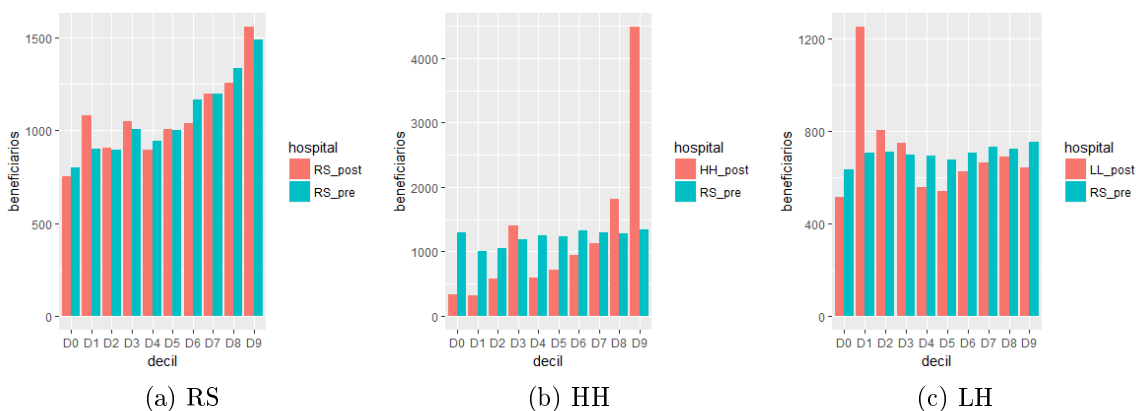 beneficiarios
1500
1000
500
0
D0 D1 D2 D3 D4 D5 D6 D7 D8 D9
decil
hospital
RS_post
RS_pre
(a) RS
beneficiarios
4000
3000
2000
1000
0
D0 D1 D2 D3 D4 D5 D6 D7 D8 D9
decil
hospital
HH_post
RS_pre
(b) HH
beneficiarios
1200
800
400
0
D0 D1 D2 D3 D4 D5 D6 D7 D8 D9
decil
hospital
LL_post
RS_pre
(c) LH